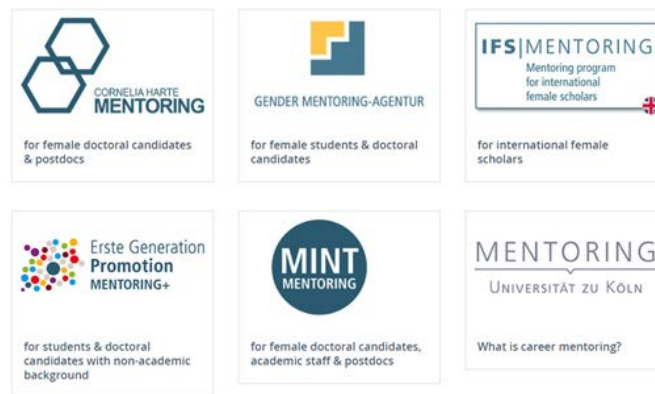 CORNELIA HARTE
MENTORING
for female doctoral candidates
& postdocs
GENDER MENTORING-AGENTUR
for female students & doctoral
candidates
IFS|MENTORING
Mentoring program
for international
female scholars
for international female
scholars
Erste Generation
Promotion
MENTORING+
for students & doctoral
candidates with non-academic
background
MINT
MENTORING
for female doctoral candidates,
academic staff & postdocs
MENTORING
UNIVERSITÄT ZU KÖLN
What is career mentoring?